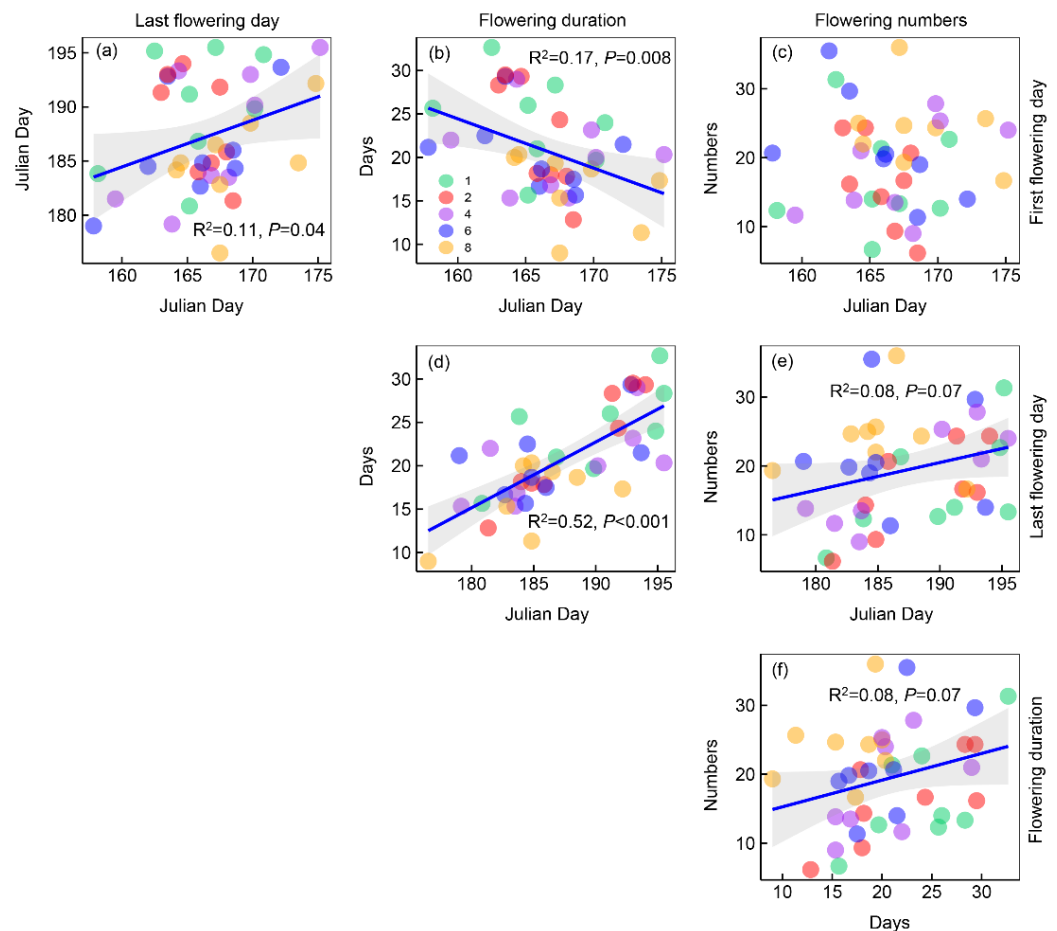 Last flowering day
Flowering duration
Flowering numbers
(a)
195
190
185
180
Julian Day
R²=0.11, P=0.04
160
165
170
175
Julian Day
(b)
30
25
20
15
10
Days
R²=0.17, P=0.008
1
2
4
6
8
160
165
170
175
Julian Day
(c)
30
20
10
Numbers
160
165
170
175
Julian Day
First flowering day
(d)
30
25
20
15
10
Days
R²=0.52, P<0.001
180
185
190
195
Julian Day
(e)
30
20
10
Numbers
R²=0.08, P=0.07
180
185
190
195
Julian Day
Last flowering day
(f)
30
20
10
Numbers
R²=0.08, P=0.07
10
15
20
25
30
Days
Flowering duration